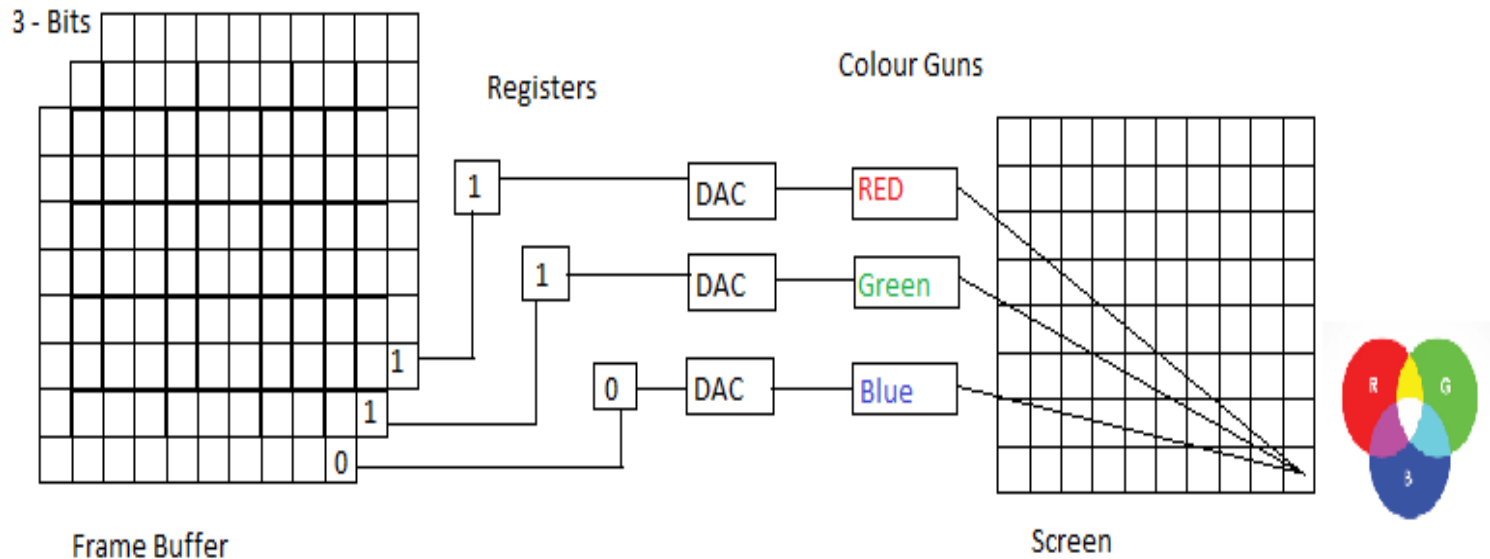 3 - Bits
Registers
Colour Guns
1
DAC
RED
1
DAC
Green
0
DAC
Blue
1
1
0
R
G
B
Frame Buffer
Screen